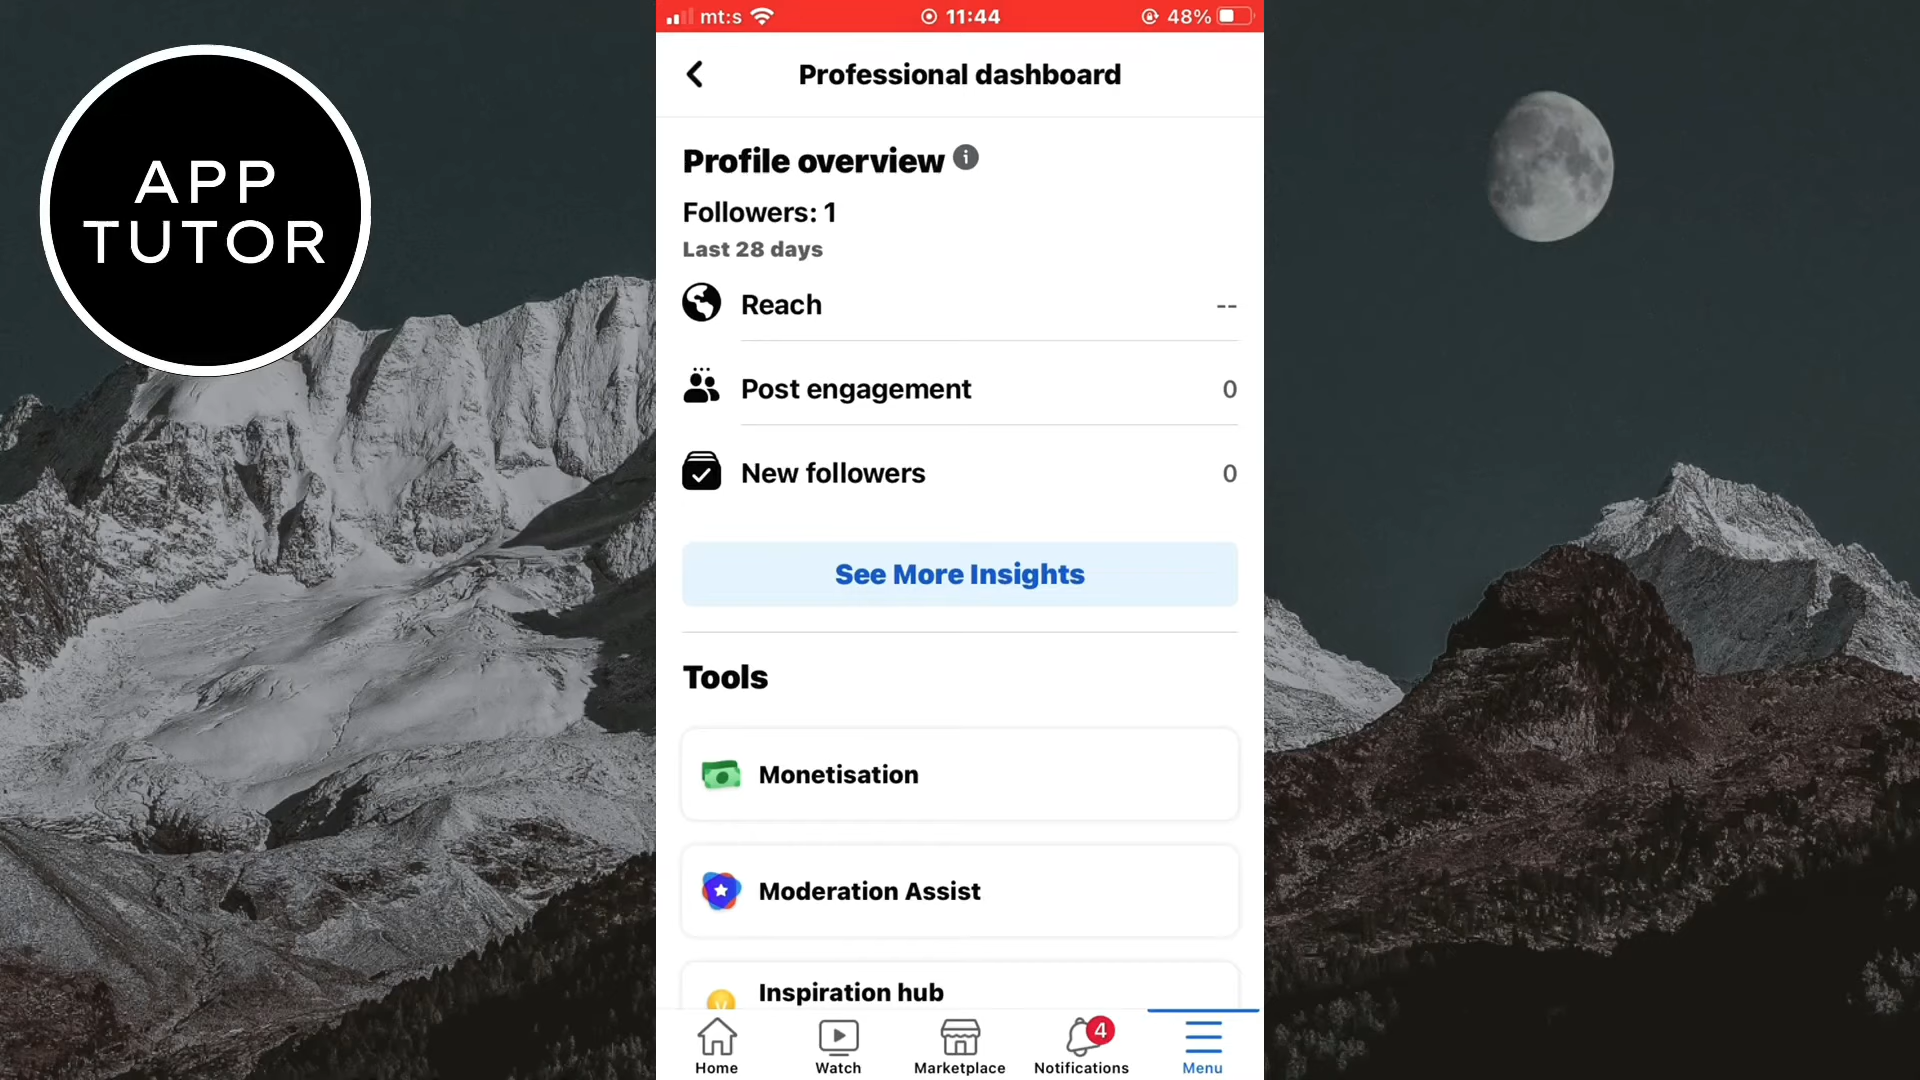 APP
TUTOR
mt:s
11:44
48%
Professional dashboard
Profile overview
Followers: 1
Last 28 days
Reach --
Post engagement 0
New followers 0
See More Insights
Tools
Monetisation
Moderation Assist
Inspiration hub
4
Home Watch Marketplace Notifications Menu